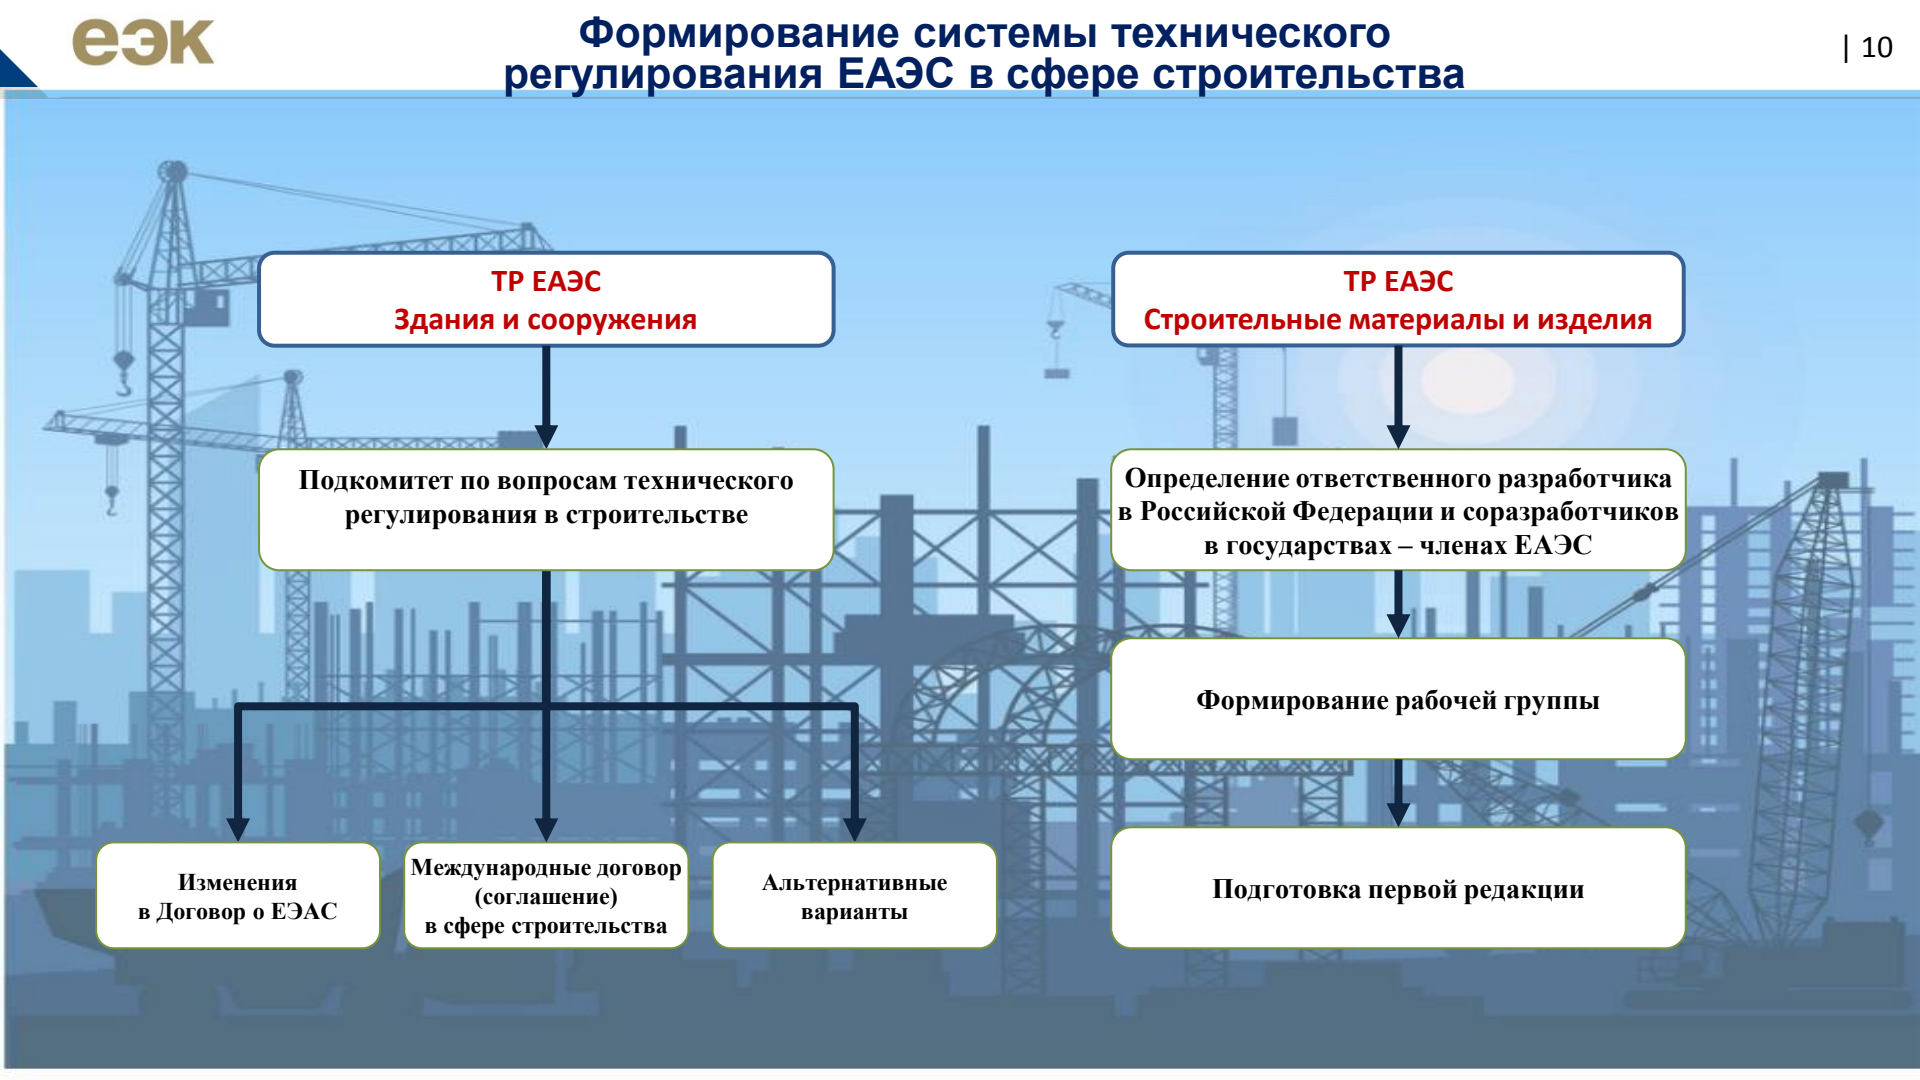 еэк
Формирование системы технического
регулирования ЕАЭС в сфере строительства
| 10
ТР ЕАЭС
Здания и сооружения
Подкомитет по вопросам технического
регулирования в строительстве
Изменения
в Договор о ЕЭАС
Международные договор
(соглашение)
в сфере строительства
Альтернативные
варианты
ТР ЕАЭС
Строительные материалы и изделия
Определение ответственного разработчика
в Российской Федерации и соразработчиков
в государствах – членах ЕАЭС
Формирование рабочей группы
Подготовка первой редакции